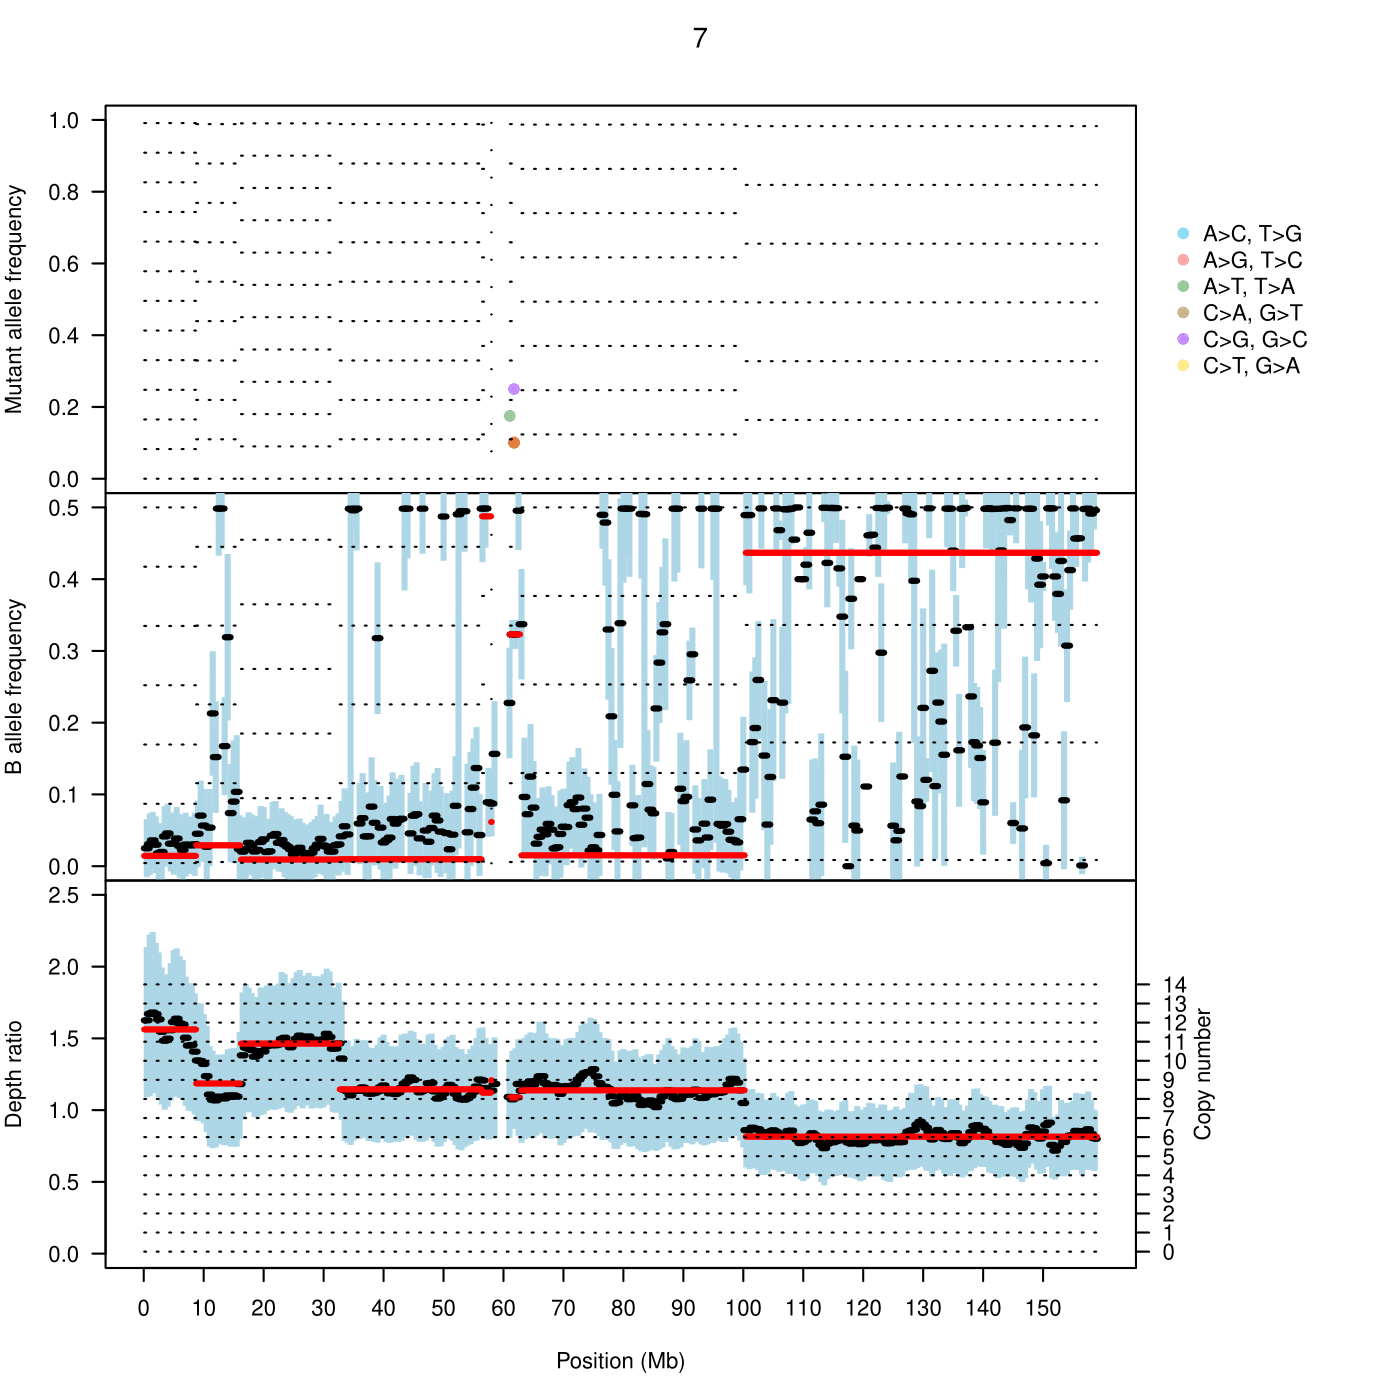 7
Mutant allele frequency
1.0
0.8
0.6
0.4
0.2
0.0
A>C, T>G
A>G, T>C
A>T, T>A
C>A, G>T
C>G, G>C
C>T, G>A
B allele frequency
0.5
0.4
0.3
0.2
0.1
0.0
Depth ratio
2.5
2.0
1.5
1.0
0.5
0.0
14
13
12
11
10
9
8
7
6
5
4
3
2
1
0
Copy number
0 10 20 30 40 50 60 70 80 90 100 110 120 130 140 150
Position (Mb)